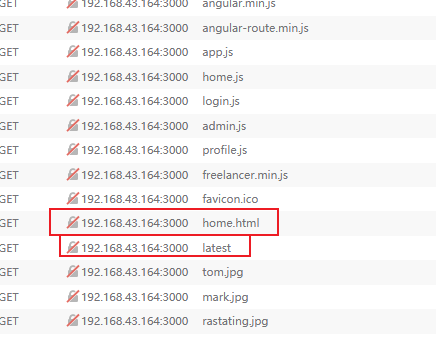 GET 192.168.43.164:3000 angular.min.js
GET 192.168.43.164:3000 angular-route.min.js
GET 192.168.43.164:3000 app.js
GET 192.168.43.164:3000 home.js
GET 192.168.43.164:3000 login.js
GET 192.168.43.164:3000 admin.js
GET 192.168.43.164:3000 profile.js
GET 192.168.43.164:3000 freelancer.min.js
GET 192.168.43.164:3000 favicon.ico
GET 192.168.43.164:3000 home.html
GET 192.168.43.164:3000 latest
GET 192.168.43.164:3000 tom.jpg
GET 192.168.43.164:3000 mark.jpg
GET 192.168.43.164:3000 rastating.jpg